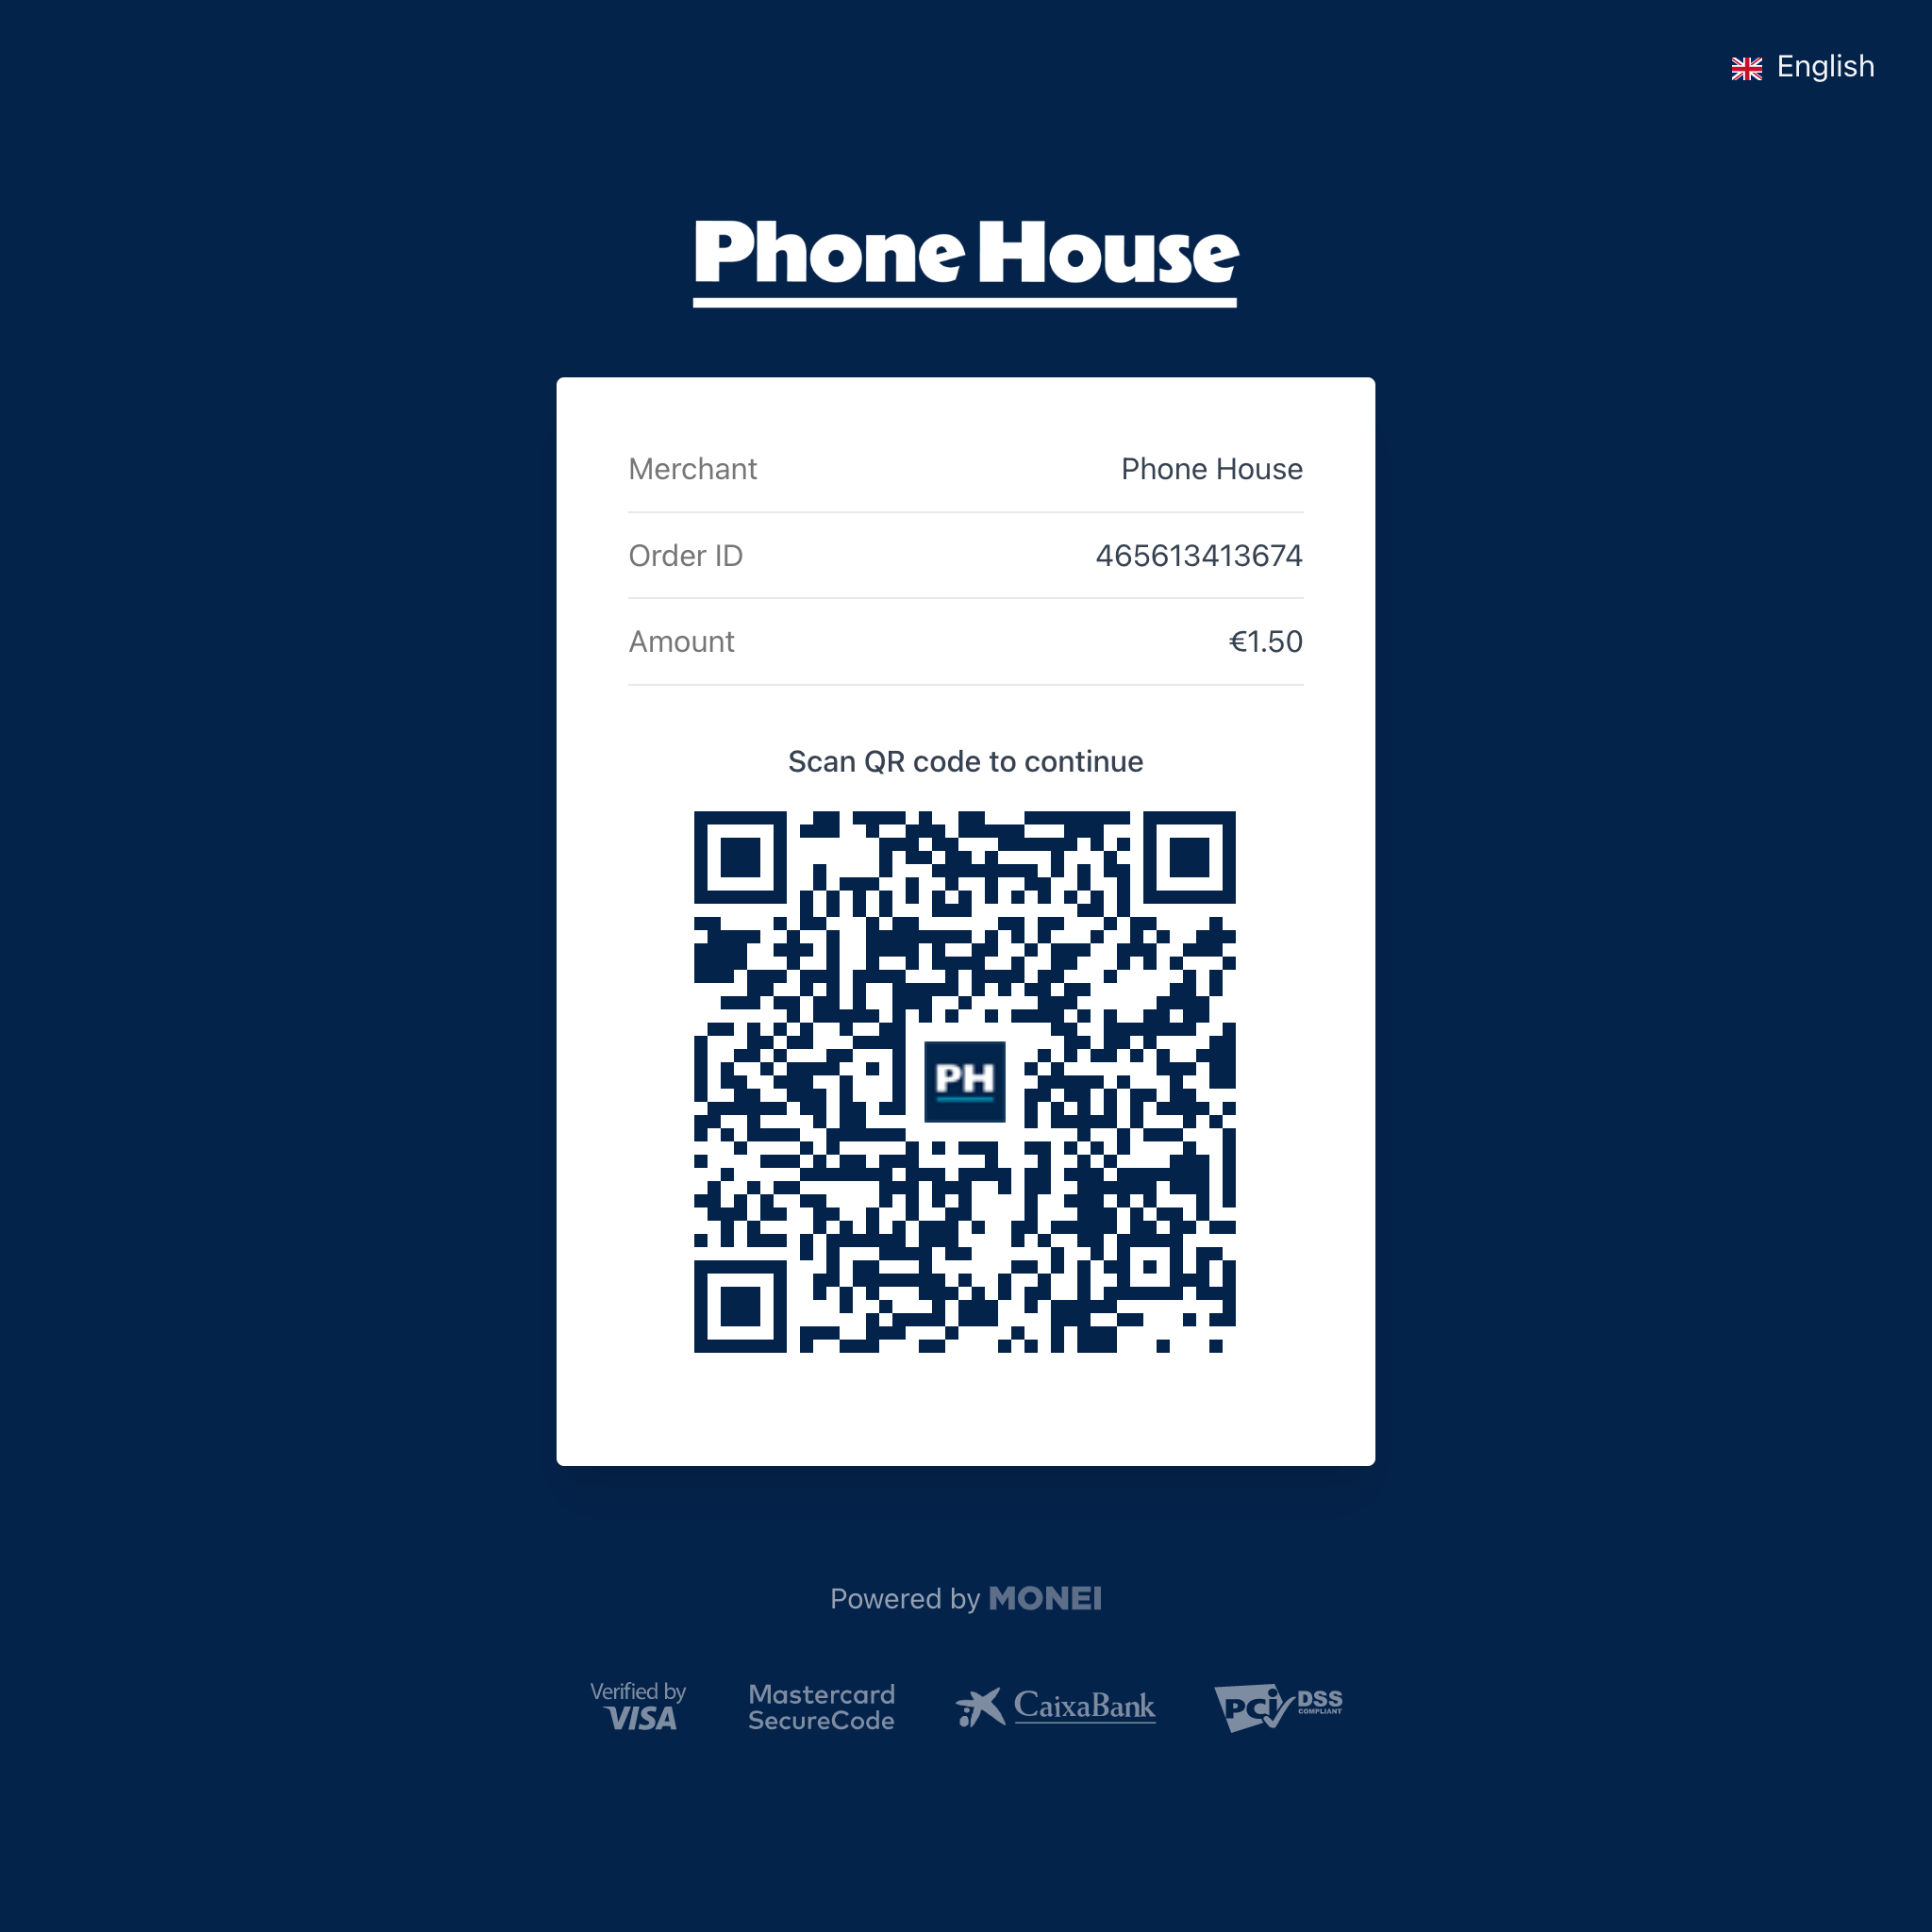 English
Phone House
Merchant Phone House
Order ID 465613413674
Amount €1.50
Scan QR code to continue
PH
Powered by MONEI
Verified by
VISA
Mastercard
SecureCode
CaixaBank
PCI DSS
COMPLIANT